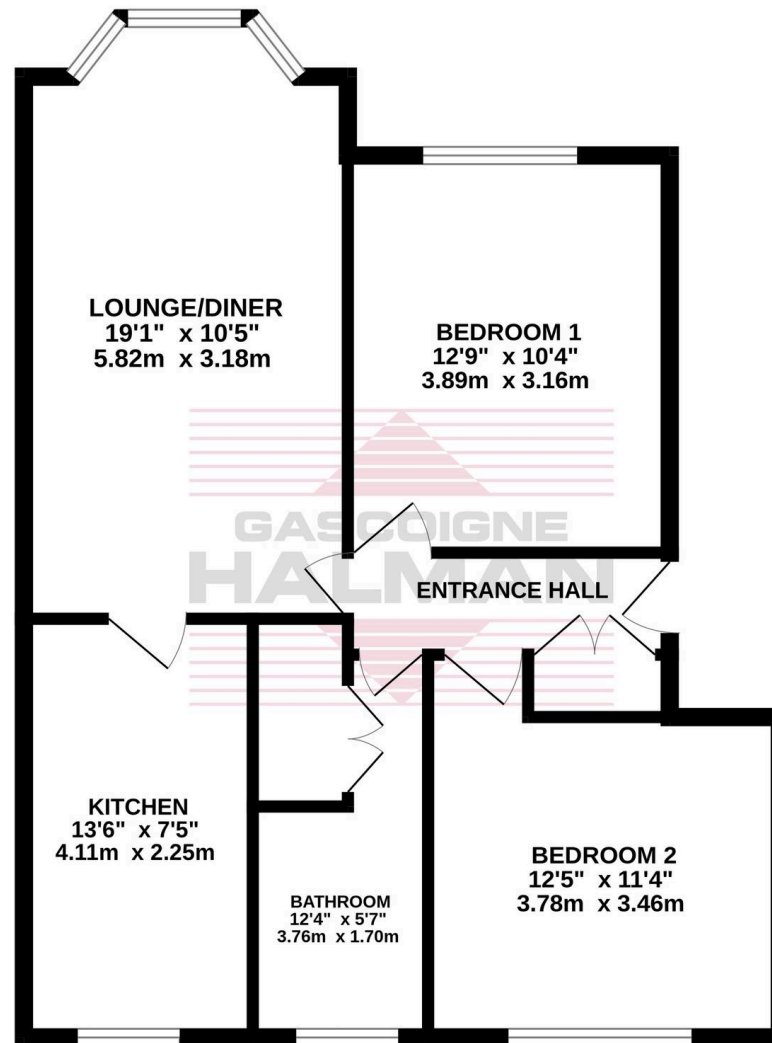 LOUNGE/DINER
19'1" x 10'5"
5.82m x 3.18m
BEDROOM 1
12'9" x 10'4"
3.89m x 3.16m
GASCOIGNE
HALMAN
ENTRANCE HALL
KITCHEN
13'6" x 7'5"
4.11m x 2.25m
BATHROOM
12'4" x 5'7"
3.76m x 1.70m
BEDROOM 2
12'5" x 11'4"
3.78m x 3.46m